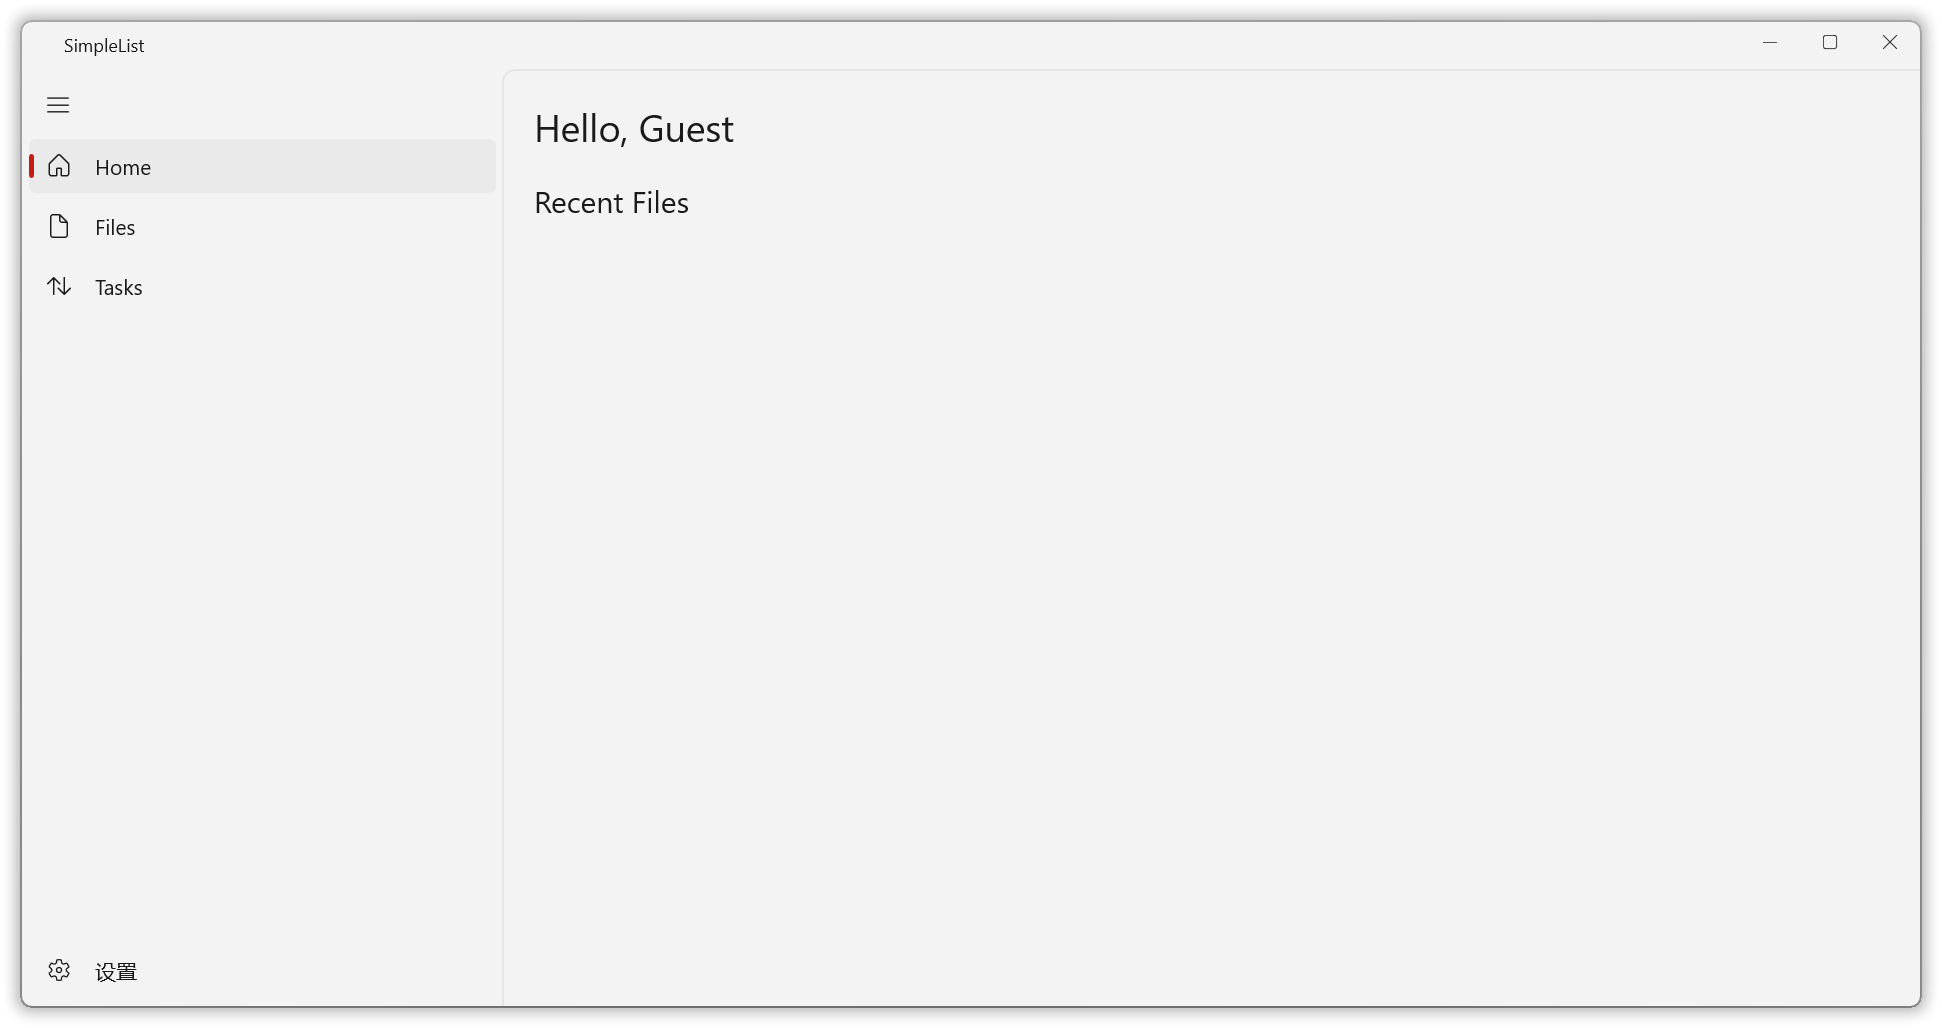 SimpleList
Home
Files
Tasks
设置
Hello, Guest
Recent Files